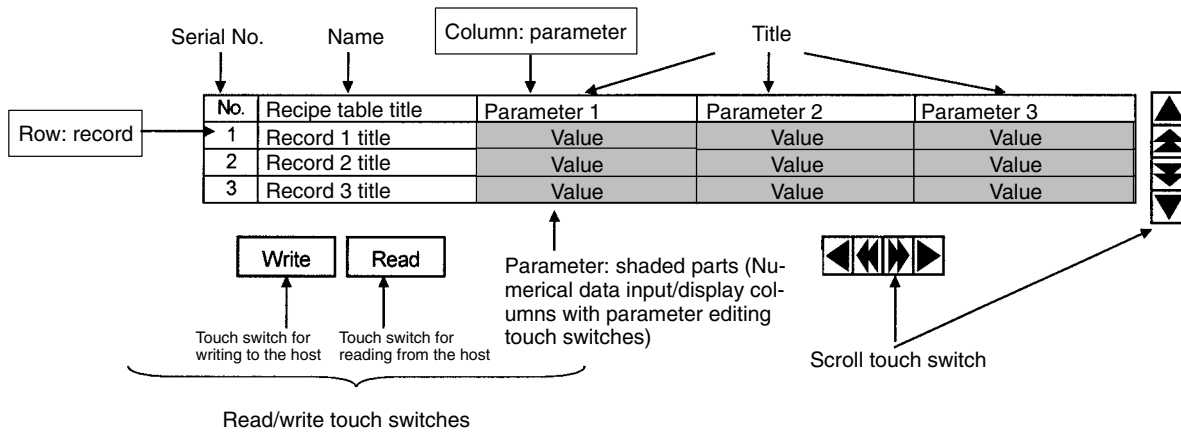 Serial No.
Name
Column: parameter
Title
Row: record
No. Recipe table title Parameter 1 Parameter 2 Parameter 3
1 Record 1 title Value Value Value
2 Record 2 title Value Value Value
3 Record 3 title Value Value Value
Write
Read
Touch switch for
writing to the host
Touch switch for
reading from the host
Parameter: shaded parts (Nu-
merical data input/display col-
umns with parameter editing
touch switches)
Scroll touch switch
Read/write touch switches